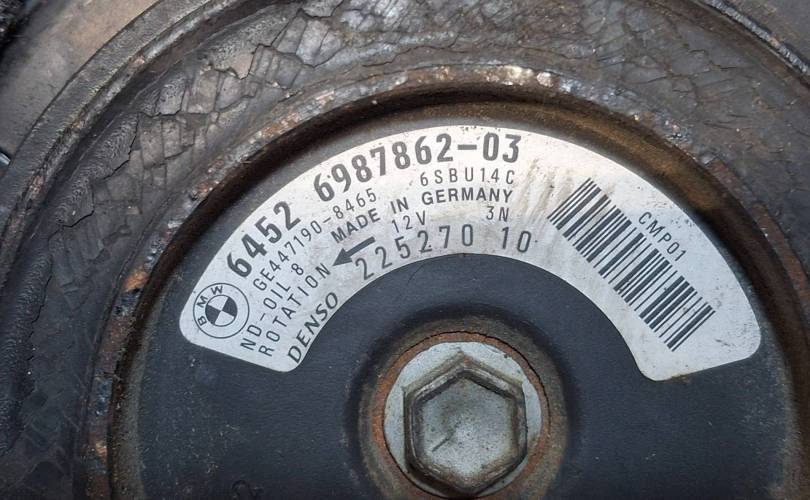 BMW
6452 6987862-03
GE447190-8465 6SBU14C
ND-OIL 8 MADE IN GERMANY
ROTATION 12V 3N
DENSO 225270 10
CMP01